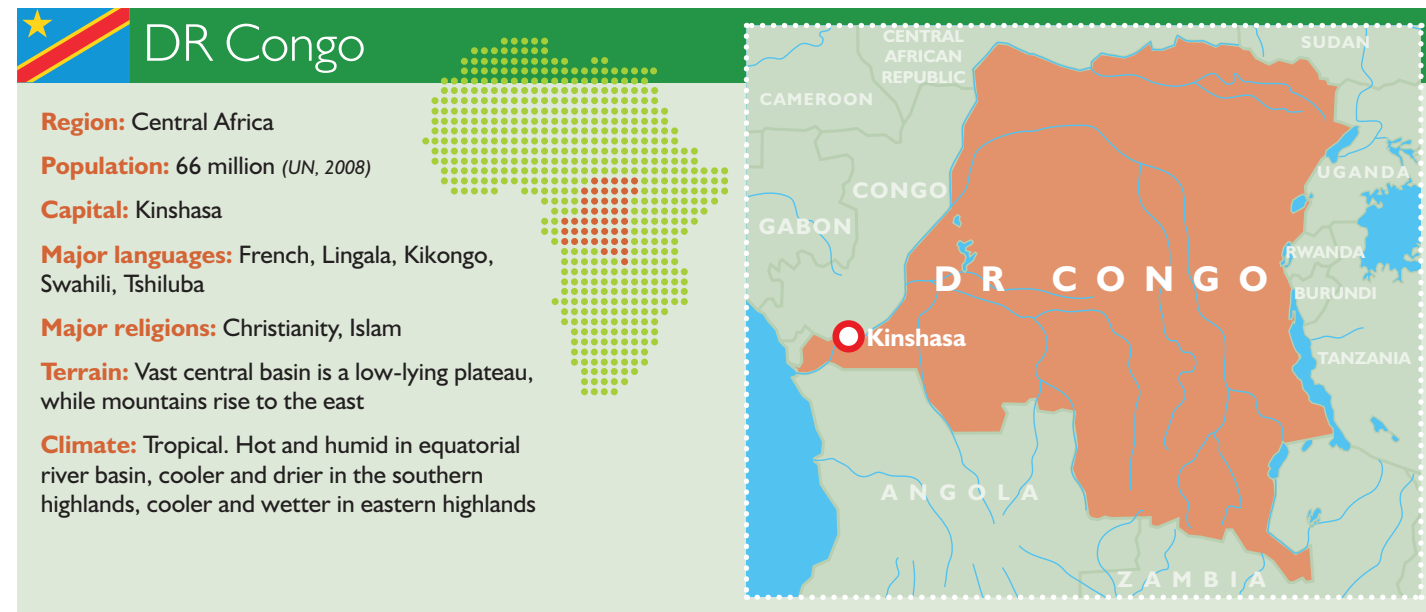 DR Congo
Region: Central Africa
Population: 66 million (UN, 2008)
Capital: Kinshasa
Major languages: French, Lingala, Kikongo,
Swahili, Tshiluba
Major religions: Christianity, Islam
Terrain: Vast central basin is a low-lying plateau,
while mountains rise to the east
Climate: Tropical. Hot and humid in equatorial
river basin, cooler and drier in the southern
highlands, cooler and wetter in eastern highlands
CENTRAL
AFRICAN
REPUBLIC
SUDAN
CAMEROON
UGANDA
CONGO
GABON
RWANDA
DR CONGO
BURUNDI
Kinshasa
TANZANIA
ANGOLA
ZAMBIA